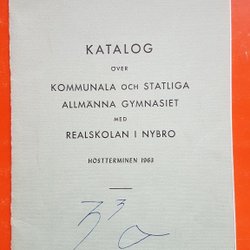 KATALOG
ÖVER
KOMMUNALA OCH STATLIGA
ALLMÄNNA GYMNASIET
MED
REALSKOLAN I NYBRO
HÖSTTERMINEN 1963